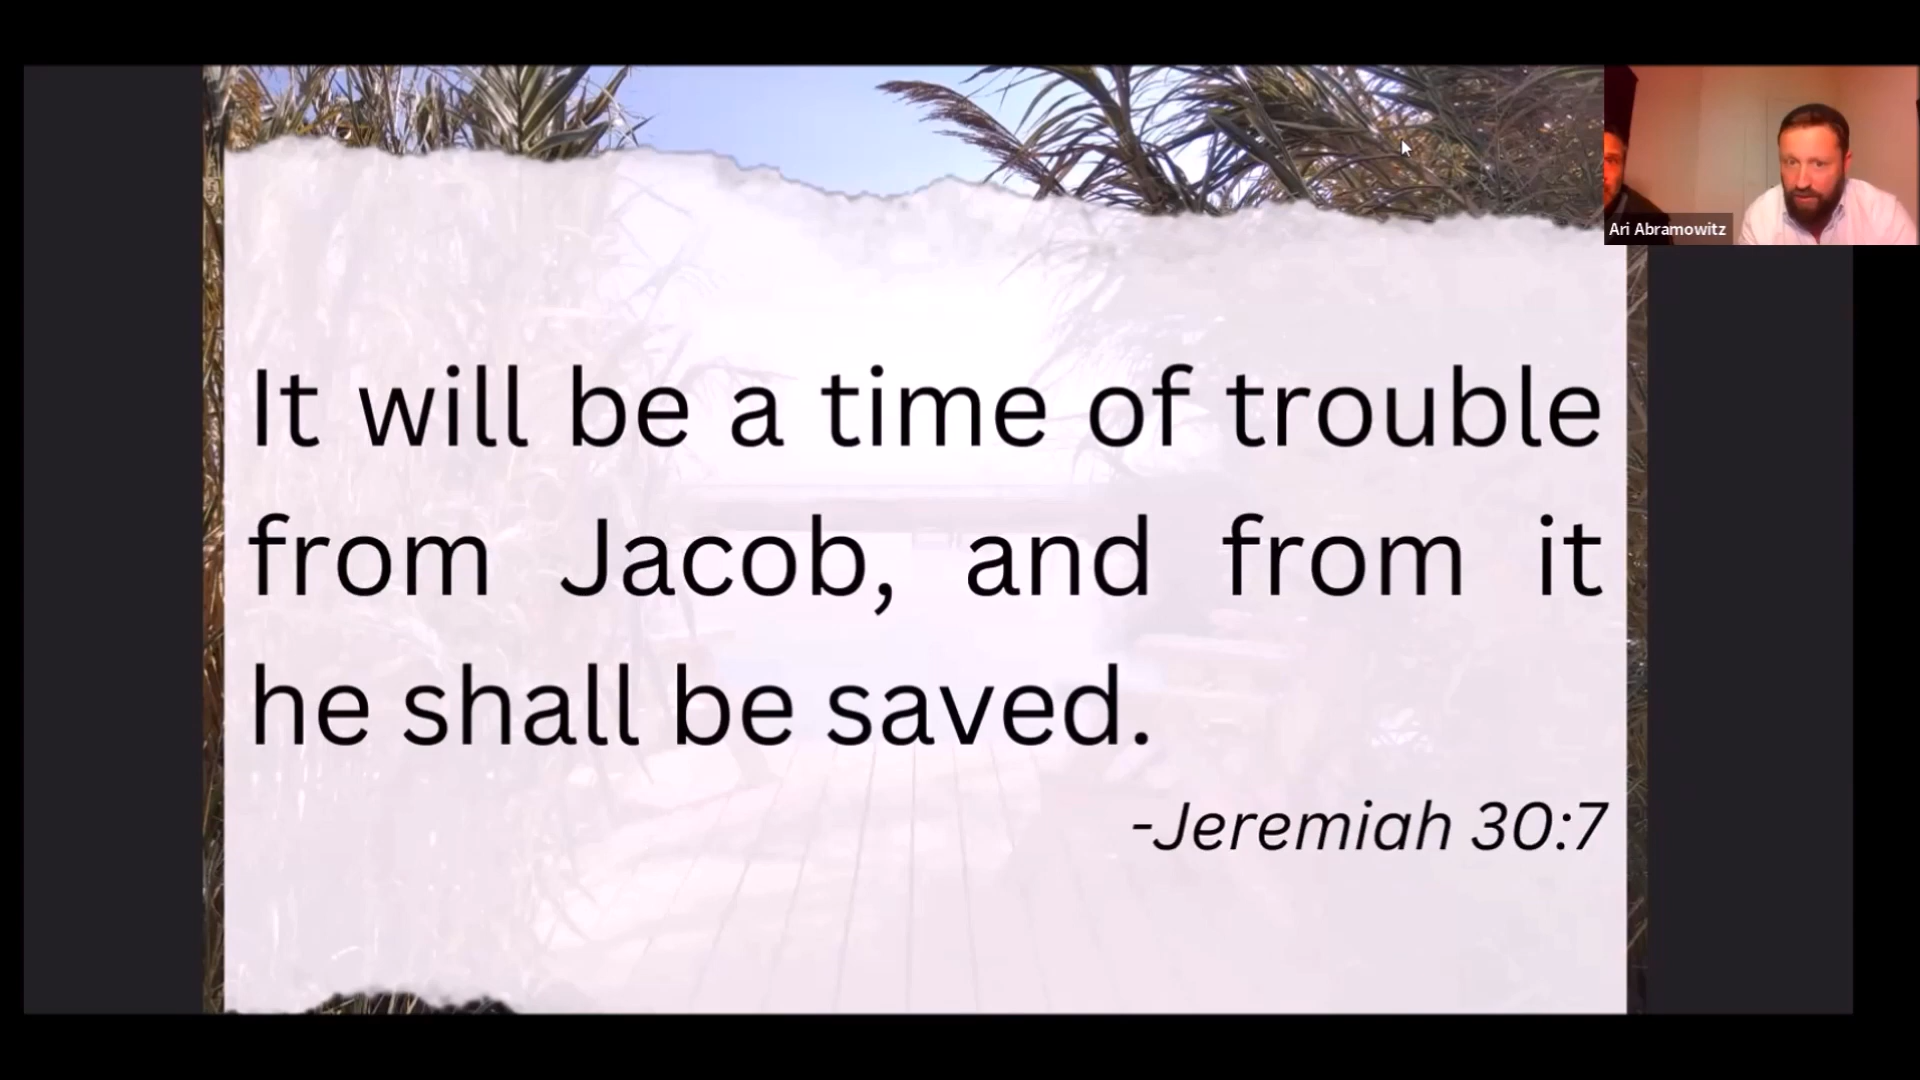 It will be a time of trouble
from Jacob, and from it
he shall be saved.
-Jeremiah 30:7
Ari Abramowitz